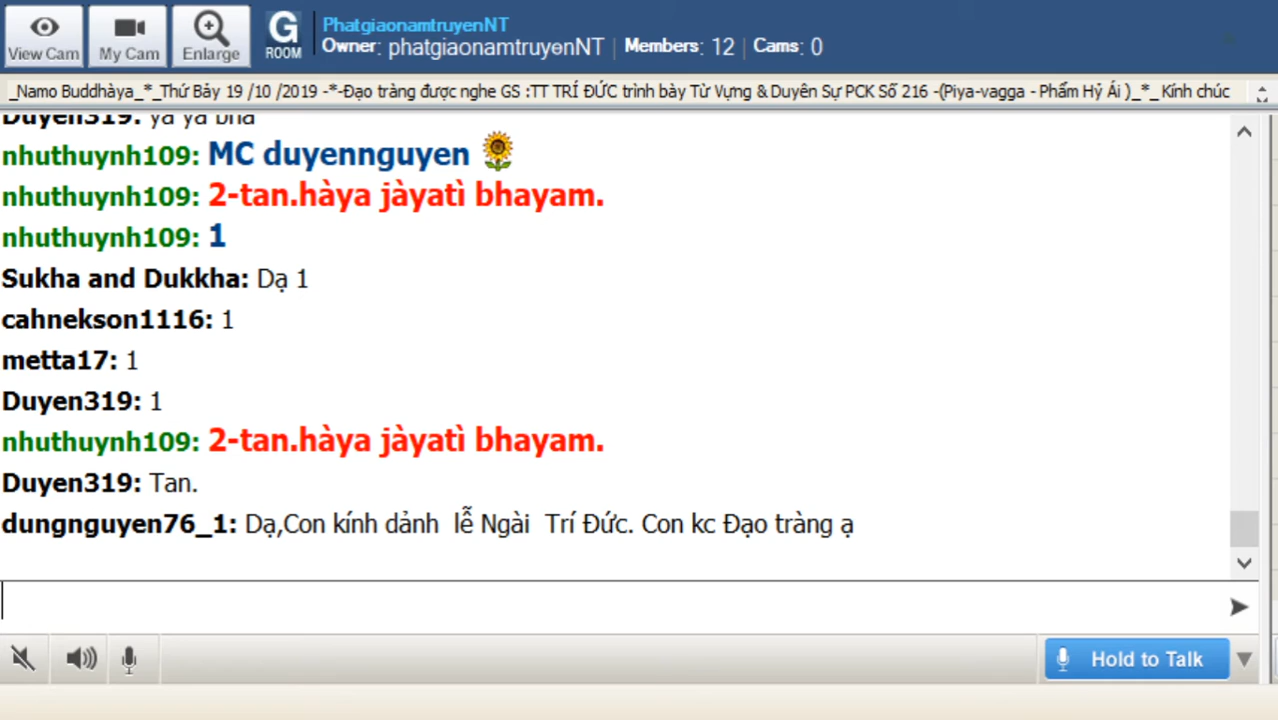 View Cam
My Cam
Enlarge
G ROOM
PhatgiaonamtruyenNT
Owner: phatgiaonamtruyenNT | Members: 12 | Cams: 0
_Namo Buddhàya_*_Thứ Bảy 19 /10 /2019 -*-Đạo tràng được nghe GS :TT TRÍ ĐỨC trình bày Từ Vựng & Duyên Sự PCK Số 216 -(Piya-vagga - Phẩm Hỷ Ái )_*_ Kính chúc
Duyen319: ya ya bha
nhuthuynh109: MC duyennguyen 🌻
nhuthuynh109: 2-tan.hàya jàyatì bhayam.
nhuthuynh109: 1
Sukha and Dukkha: Dạ 1
cahnekson1116: 1
metta17: 1
Duyen319: 1
nhuthuynh109: 2-tan.hàya jàyatì bhayam.
Duyen319: Tan.
dungnguyen76_1: Dạ,Con kính dảnh lễ Ngài Trí Đức. Con kc Đạo tràng ạ
Hold to Talk